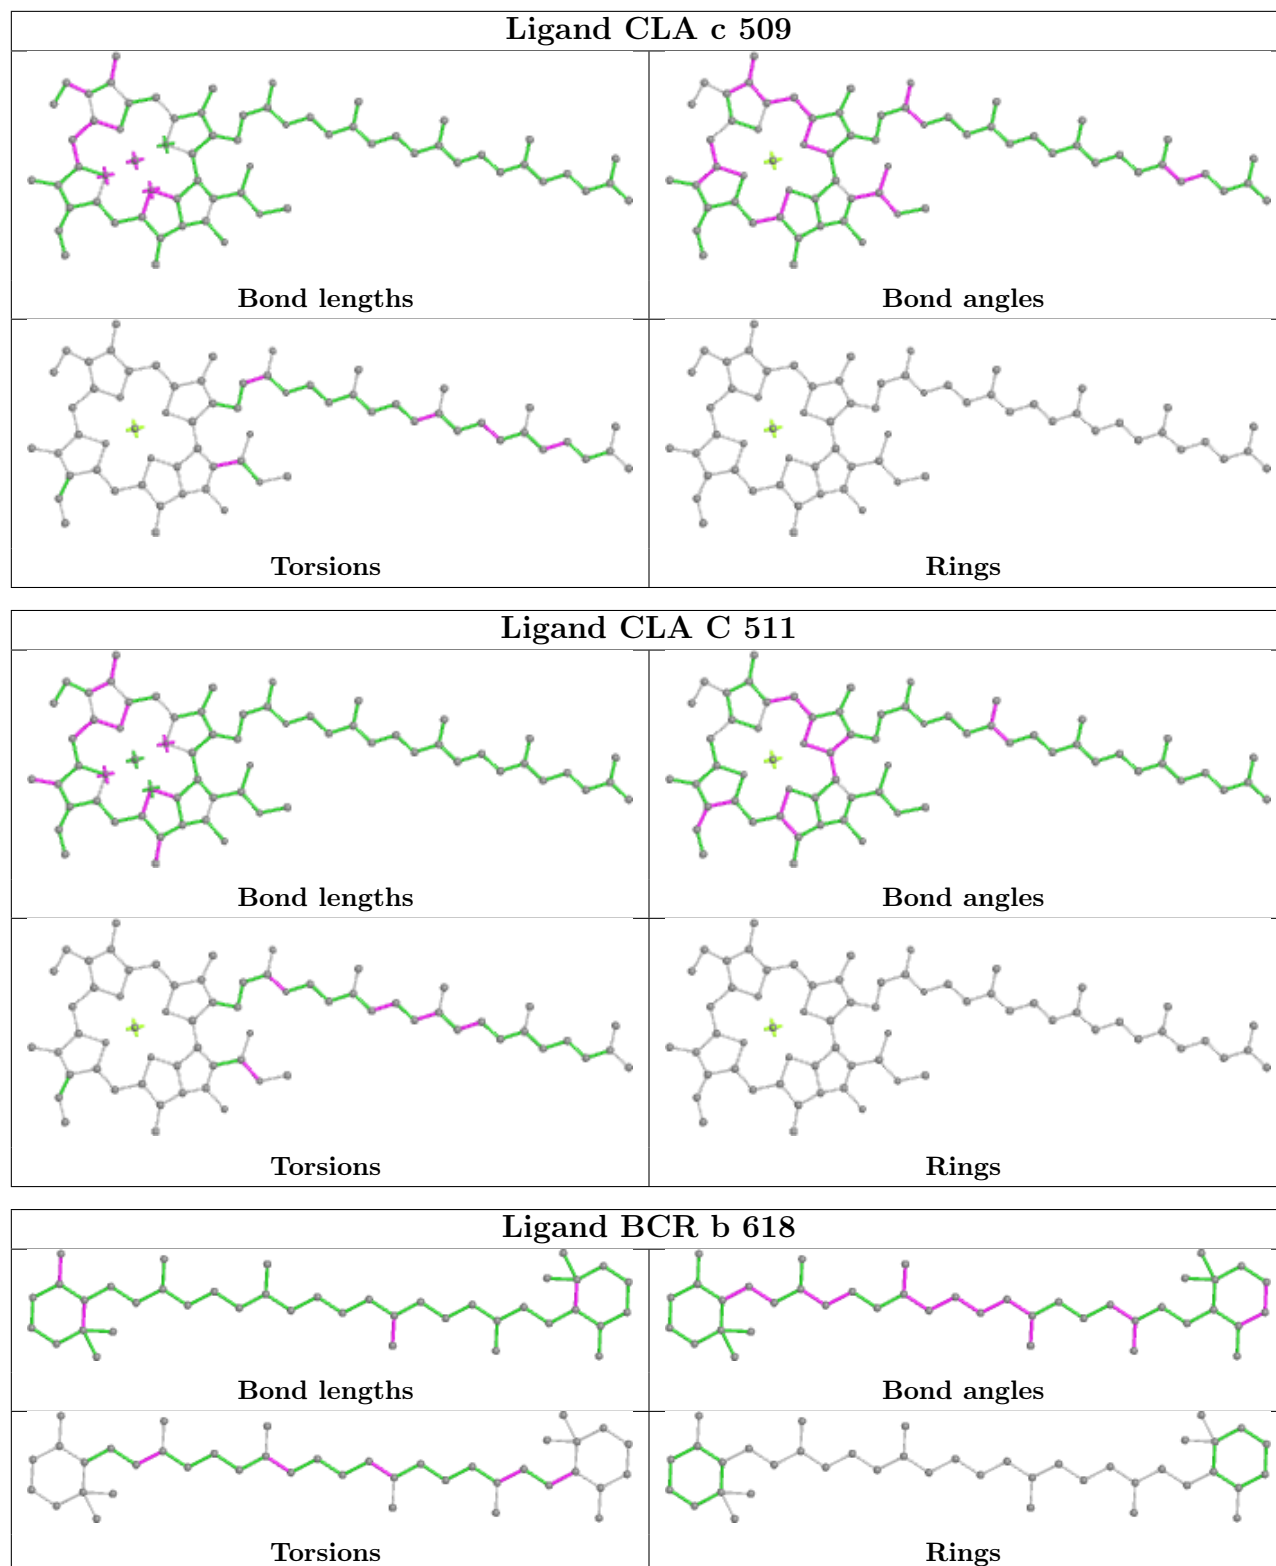 Ligand CLA c 509
Bond lengths
Bond angles
Torsions
Rings
Ligand CLA C 511
Bond lengths
Bond angles
Torsions
Rings
Ligand BCR b 618
Bond lengths
Bond angles
Torsions
Rings